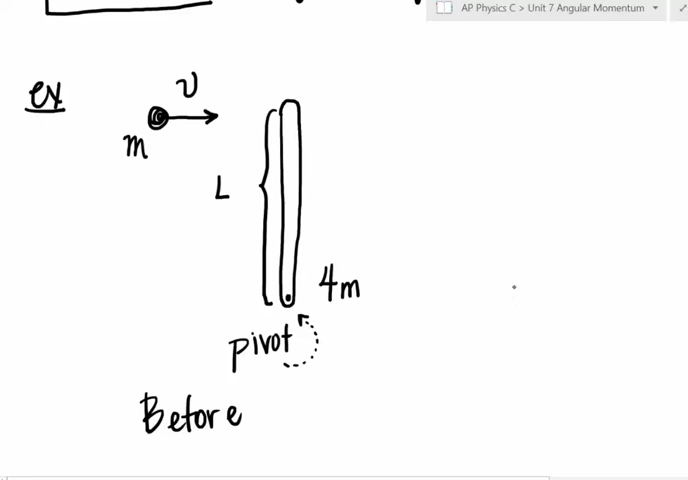 AP Physics C > Unit 7 Angular Momentum
ex
v
m
L
4m
pivot
Before